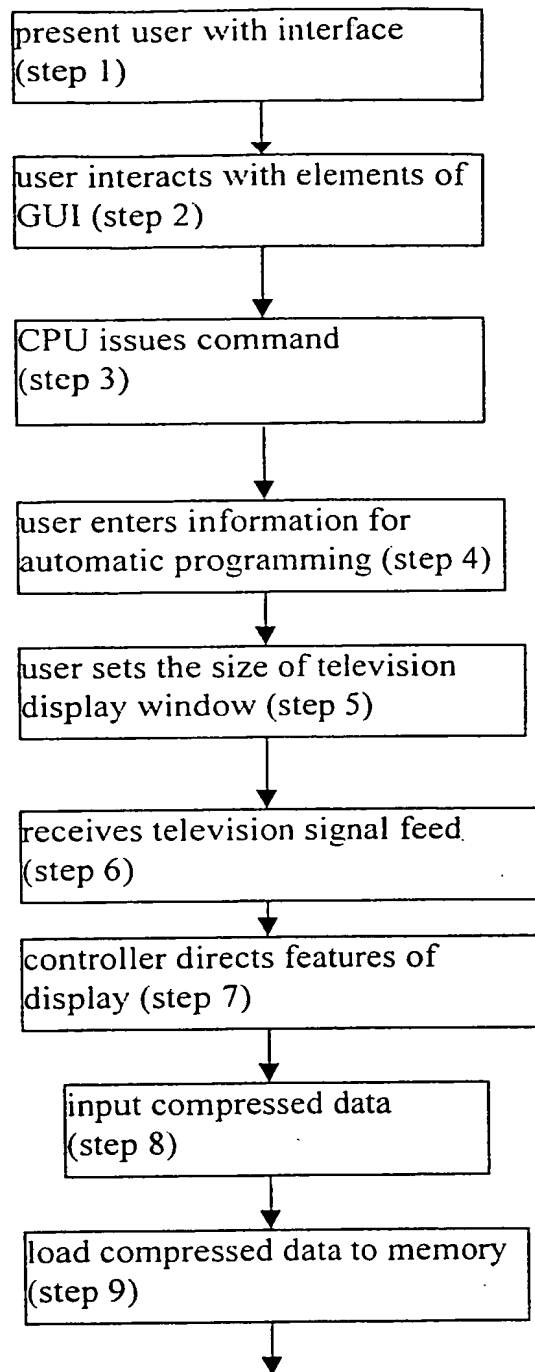 present user with interface
(step 1)
user interacts with elements of
GUI (step 2)
CPU issues command
(step 3)
user enters information for
automatic programming (step 4)
user sets the size of television
display window (step 5)
receives television signal feed
(step 6)
controller directs features of
display (step 7)
input compressed data
(step 8)
load compressed data to memory
(step 9)